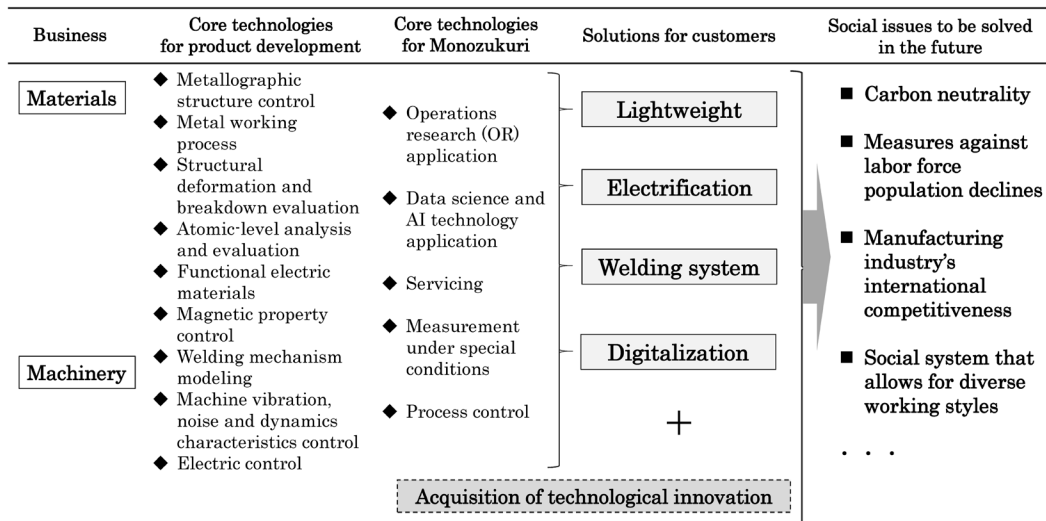 Business
Core technologies
for product development
Core technologies
for Monozukuri
Solutions for customers
Social issues to be solved
in the future
Materials
Machinery
◆ Metallographic
structure control
◆ Metal working
process
◆ Structural
deformation and
breakdown evaluation
◆ Atomic-level analysis
and evaluation
◆ Functional electric
materials
◆ Magnetic property
control
◆ Welding mechanism
modeling
◆ Machine vibration,
noise and dynamics
characteristics control
◆ Electric control
◆ Operations
research (OR)
application
◆ Data science and
AI technology
application
◆ Servicing
◆ Measurement
under special
conditions
◆ Process control
Lightweight
Electrification
Welding system
Digitalization
+
Acquisition of technological innovation
■ Carbon neutrality
■ Measures against
labor force
population declines
■ Manufacturing
industry's
international
competitiveness
■ Social system that
allows for diverse
working styles
. . .